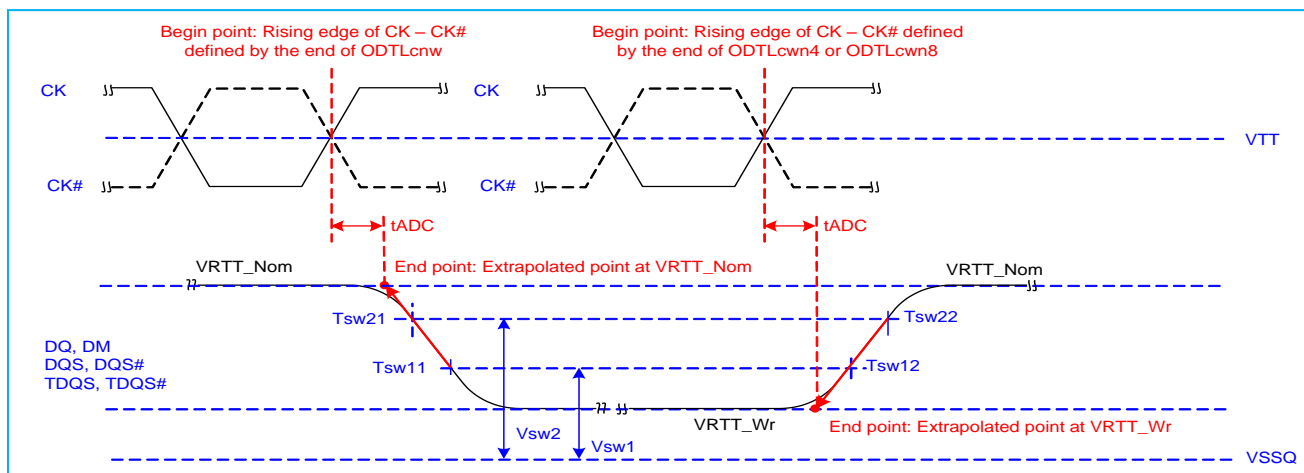 Begin point: Rising edge of CK – CK#
defined by the end of ODTLcnw
Begin point: Rising edge of CK – CK# defined
by the end of ODTLcwn4 or ODTLcwn8
CK
CK
VTT
CK#
CK#
tADC
tADC
VRTT_Nom
End point: Extrapolated point at VRTT_Nom
VRTT_Nom
Tsw21
Tsw22
DQ, DM
DQS, DQS#
TDQS, TDQS#
Tsw11
Tsw12
VRTT_Wr
End point: Extrapolated point at VRTT_Wr
Vsw2
Vsw1
VSSQ